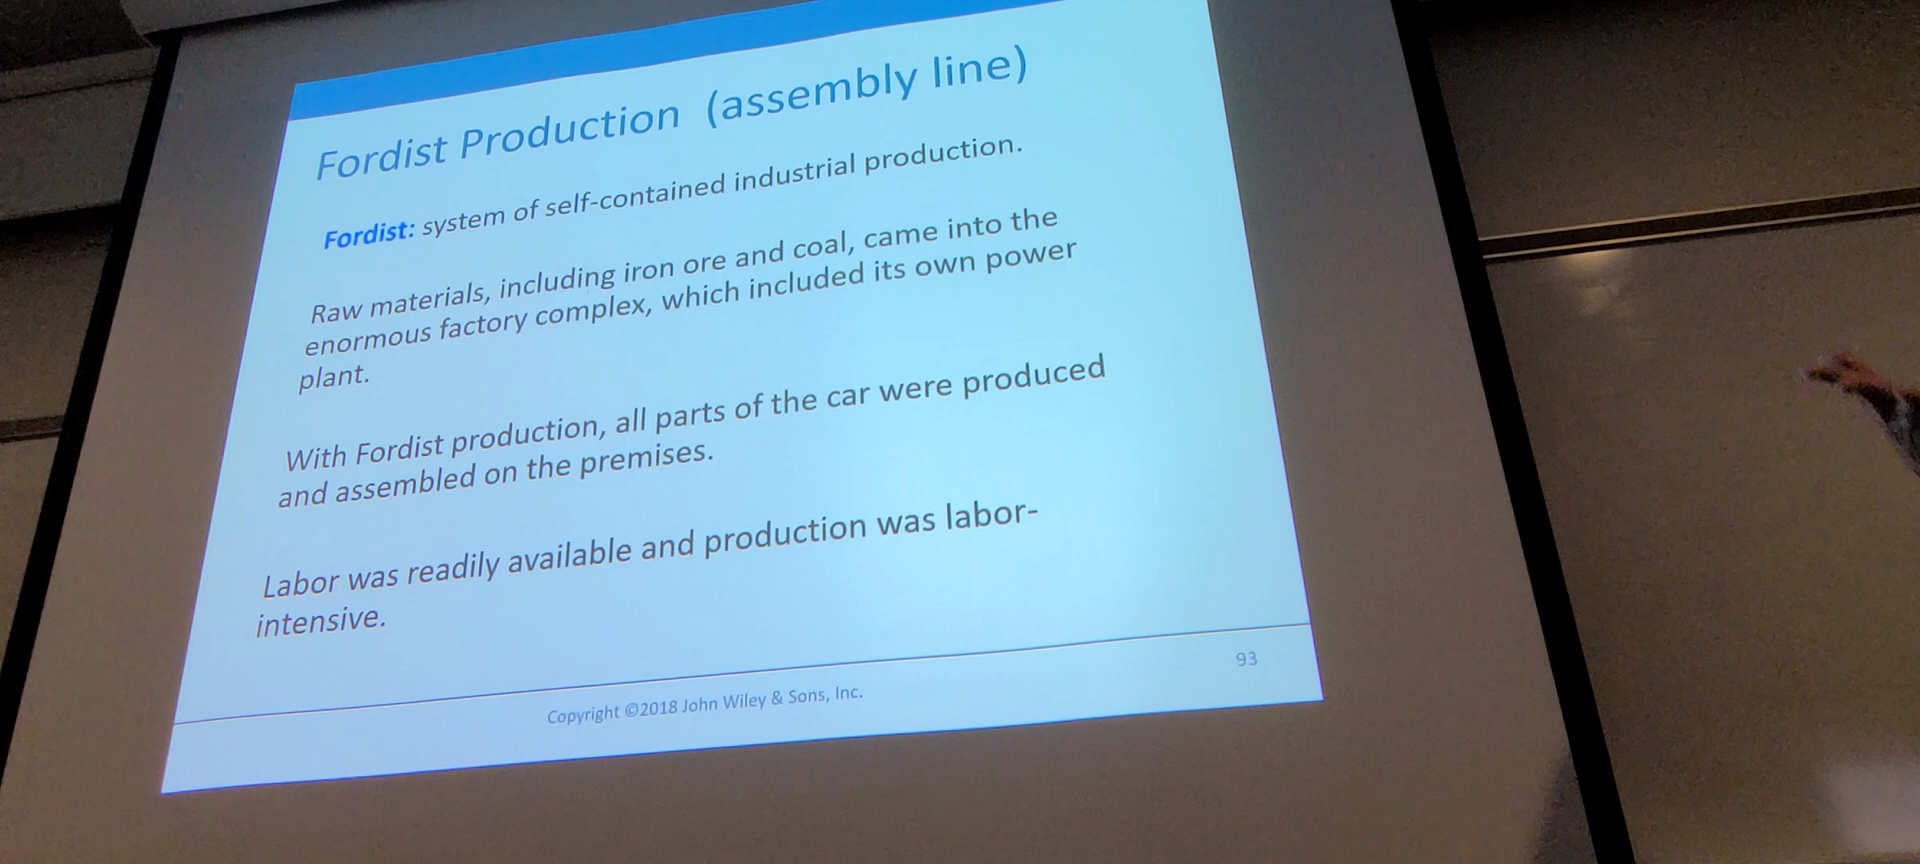 Fordist Production (assembly line)
Fordist: system of self-contained industrial production.
Raw materials, including iron ore and coal, came into the
enormous factory complex, which included its own power
plant.
With Fordist production, all parts of the car were produced
and assembled on the premises.
Labor was readily available and production was labor-
intensive.
Copyright ©2018 John Wiley & Sons, Inc.
93